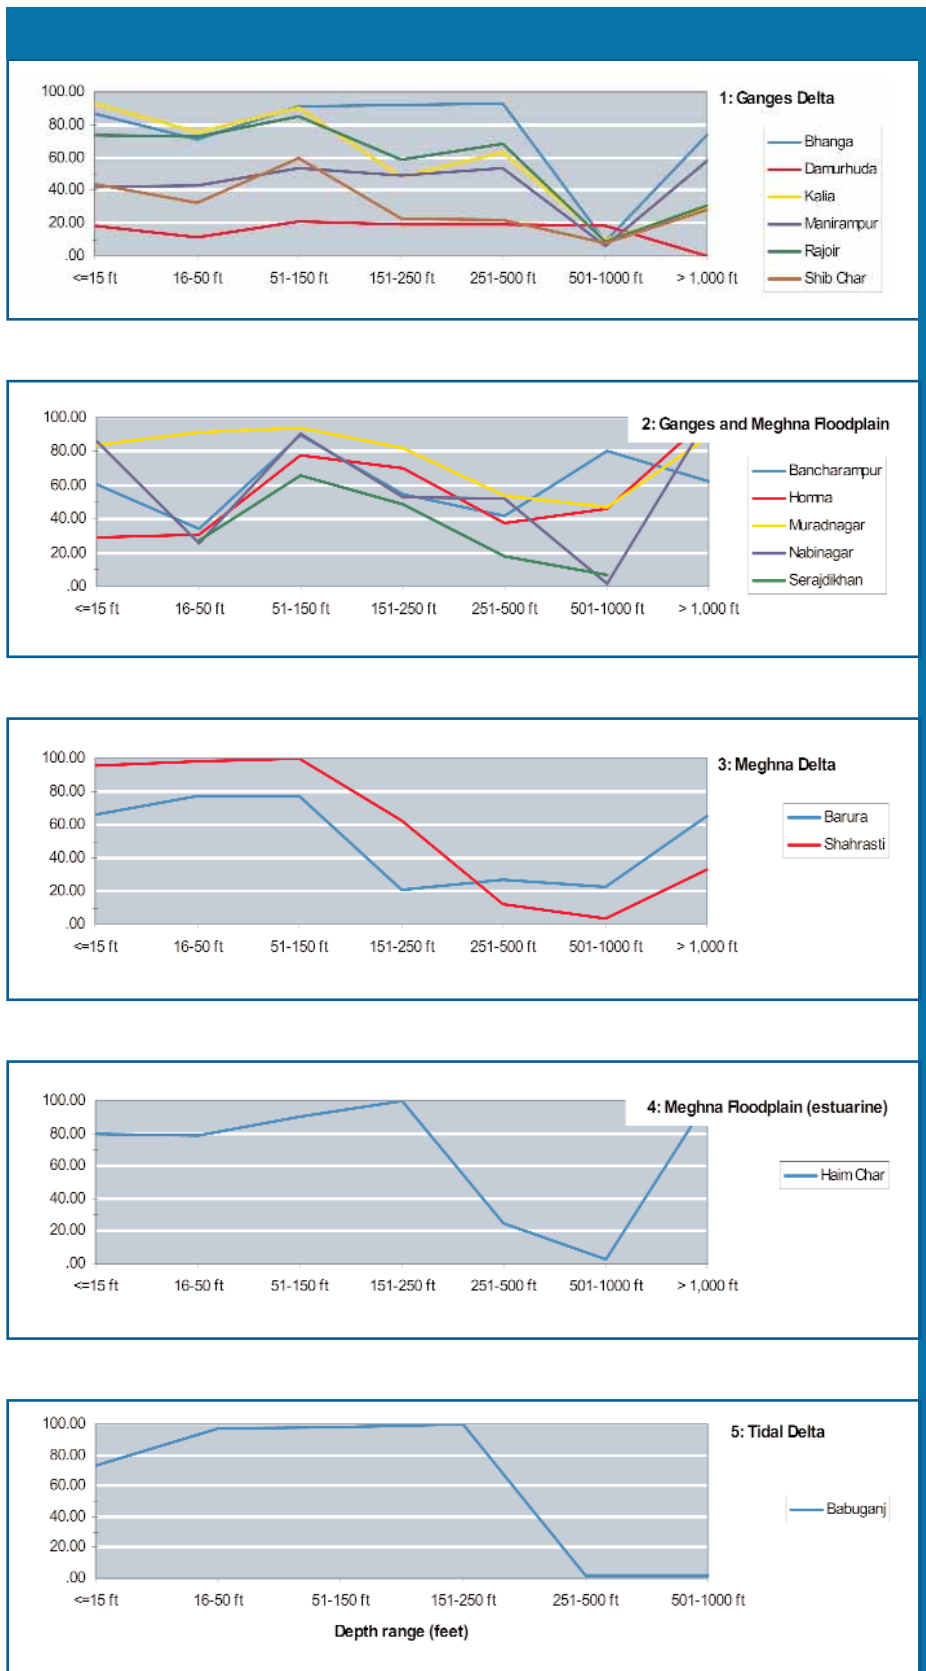 1: Ganges Delta
100.00
80.00
60.00
40.00
20.00
.00
<=15 ft 16-50 ft 51-150 ft 151-250 ft 251-500 ft 501-1000 ft > 1,000 ft
Bhanga
Damurhuda
Kalia
Manirampur
Rajoir
Shib Char
2: Ganges and Meghna Floodplain
100.00
80.00
60.00
40.00
20.00
.00
<=15 ft 16-50 ft 51-150 ft 151-250 ft 251-500 ft 501-1000 ft > 1,000 ft
Bancharampur
Homna
Muradnagar
Nabinagar
Serajdikhan
3: Meghna Delta
100.00
80.00
60.00
40.00
20.00
.00
<=15 ft 16-50 ft 51-150 ft 151-250 ft 251-500 ft 501-1000 ft > 1,000 ft
Barura
Shahrasti
4: Meghna Floodplain (estuarine)
100.00
80.00
60.00
40.00
20.00
.00
<=15 ft 16-50 ft 51-150 ft 151-250 ft 251-500 ft 501-1000 ft > 1,000 ft
Haim Char
5: Tidal Delta
100.00
80.00
60.00
40.00
20.00
.00
<=15 ft 16-50 ft 51-150 ft 151-250 ft 251-500 ft 501-1000 ft
Babuganj
Depth range (feet)